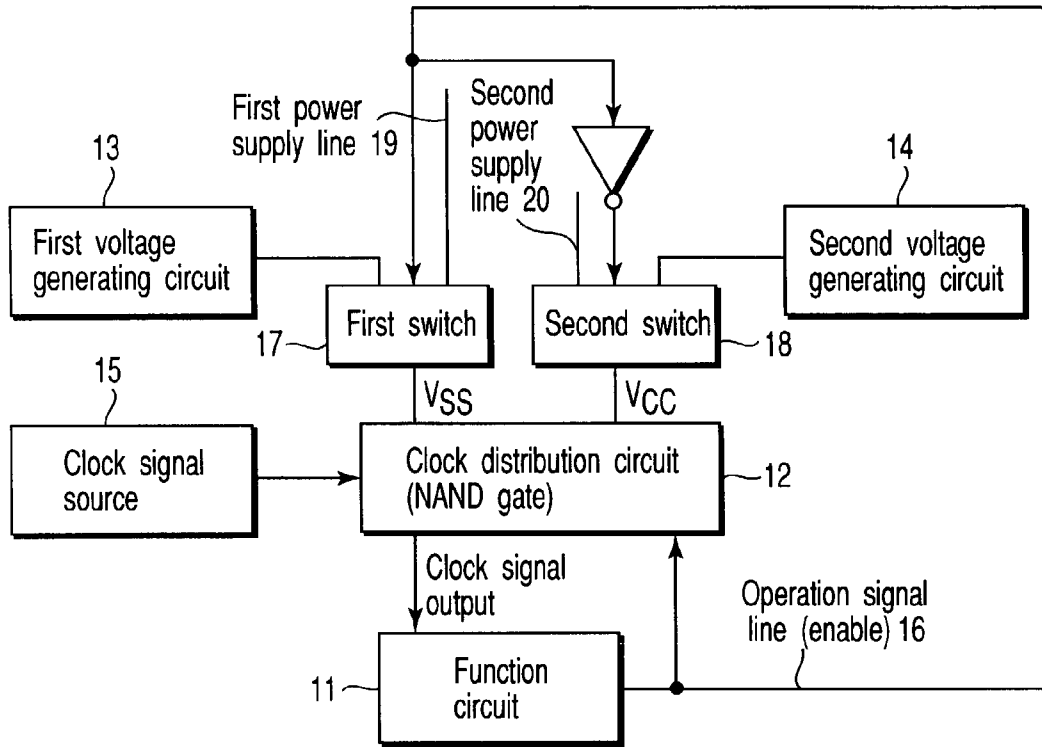 First power
supply line 19
Second
power
supply
line 20
13
First voltage
generating circuit
14
Second voltage
generating circuit
17
First switch
Second switch
18
VSS
VCC
15
Clock signal
source
Clock distribution circuit
(NAND gate)
12
Clock signal
output
Operation signal
line (enable) 16
11
Function
circuit